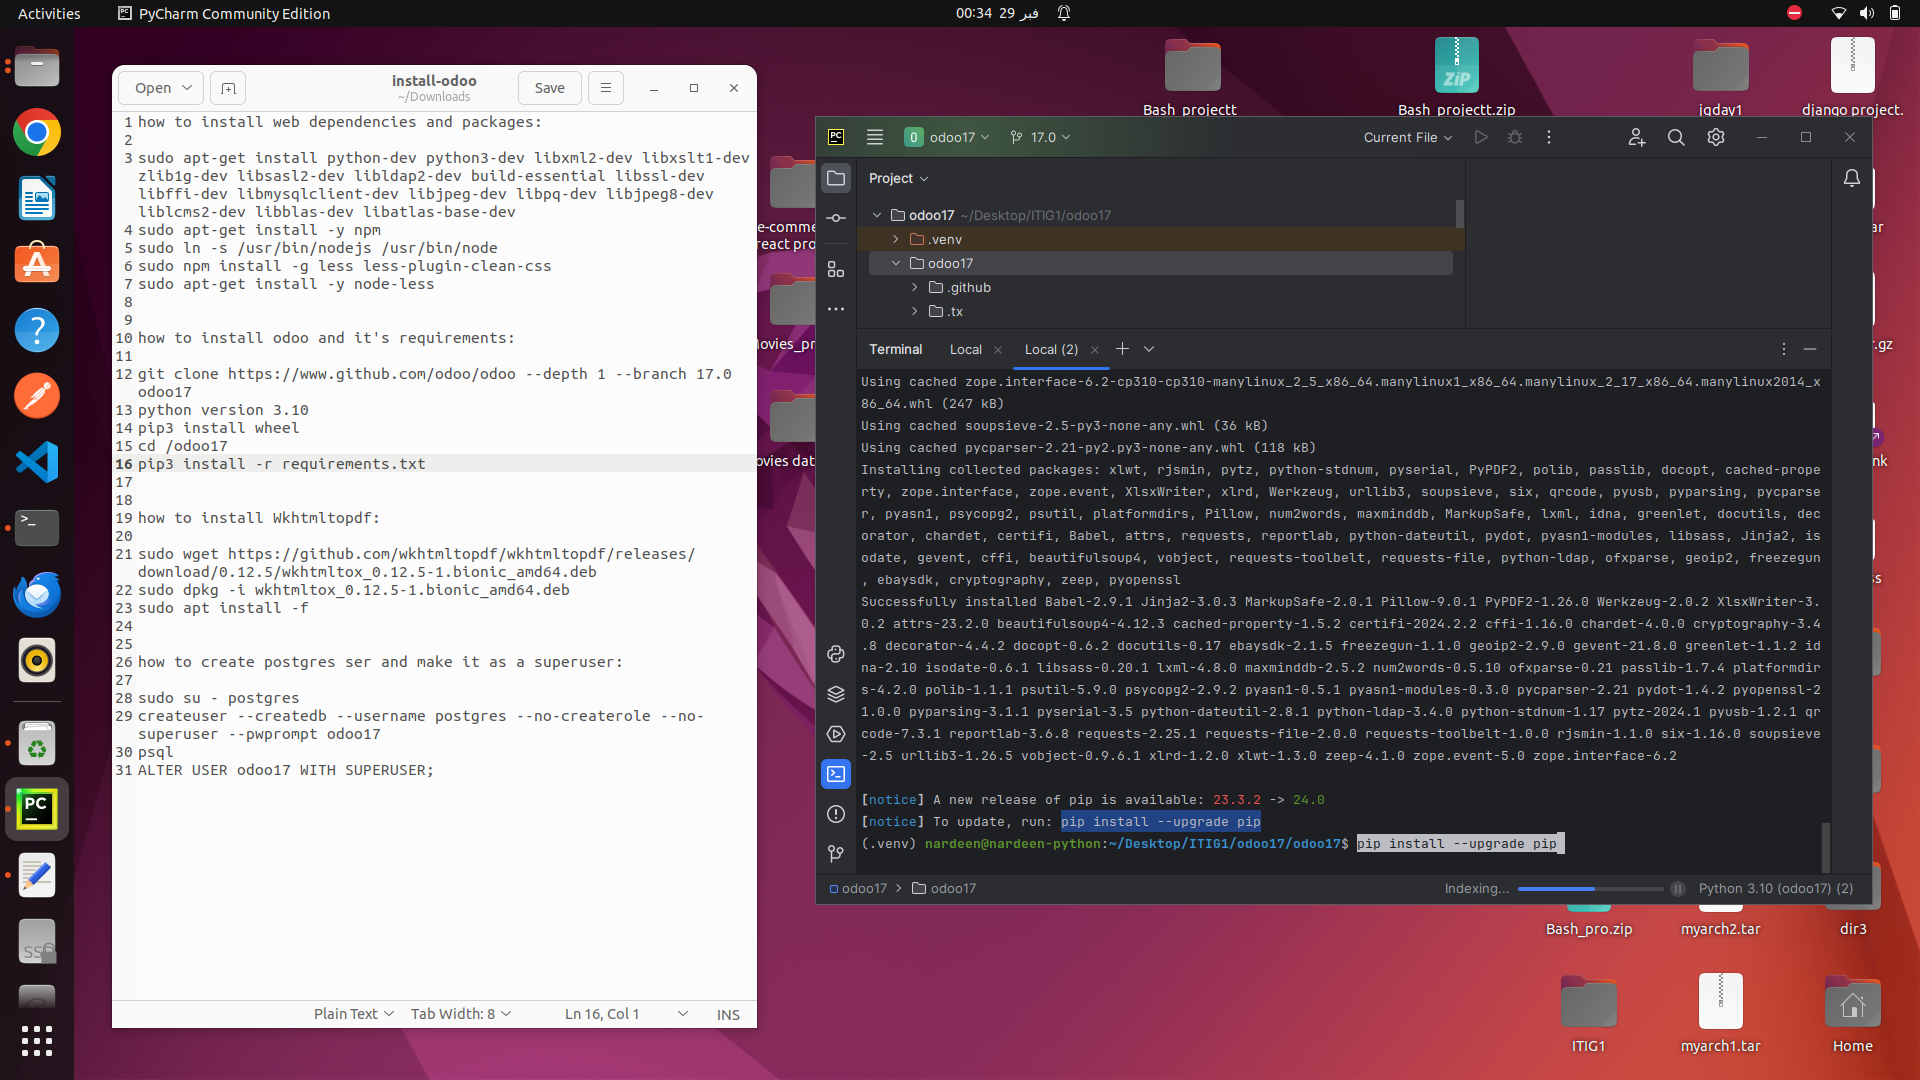 Activities
PyCharm Community Edition
00:34 29 فبر
Open
install-odoo
~/Downloads
Save
1 how to install web dependencies and packages:
2
3 sudo apt-get install python-dev python3-dev libxml2-dev libxslt1-dev
zlib1g-dev libsasl2-dev libldap2-dev build-essential libssl-dev
libffi-dev libmysqlclient-dev libjpeg-dev libpq-dev libjpeg8-dev
liblcms2-dev libblas-dev libatlas-base-dev
4 sudo apt-get install -y npm
5 sudo ln -s /usr/bin/nodejs /usr/bin/node
6 sudo npm install -g less less-plugin-clean-css
7 sudo apt-get install -y node-less
8
9
10 how to install odoo and it's requirements:
11
12 git clone https://www.github.com/odoo/odoo --depth 1 --branch 17.0
odoo17
13 python version 3.10
14 pip3 install wheel
15 cd /odoo17
16 pip3 install -r requirements.txt
17
18
19 how to install Wkhtmltopdf:
20
21 sudo wget https://github.com/wkhtmltopdf/wkhtmltopdf/releases/
download/0.12.5/wkhtmltox_0.12.5-1.bionic_amd64.deb
22 sudo dpkg -i wkhtmltox_0.12.5-1.bionic_amd64.deb
23 sudo apt install -f
24
25
26 how to create postgres ser and make it as a superuser:
27
28 sudo su - postgres
29 createuser --createdb --username postgres --no-createrole --no-
superuser --pwprompt odoo17
30 psql
31 ALTER USER odoo17 WITH SUPERUSER;
Plain Text
Tab Width: 8
Ln 16, Col 1
INS
Bash_projectt
Bash_projectt.zip
jqday1
django project.
e-comme
react pro
ovies dat
PC
O odoo17
17.0
Current File
Project
odoo17 ~/Desktop/ITIG1/odoo17
.venv
odoo17
.github
.tx
Terminal
Local
Local (2)
Using cached zope.interface-6.2-cp310-cp310-manylinux_2_5_x86_64.manylinux1_x86_64.manylinux_2_17_x86_64.manylinux2014_x
86_64.whl (247 kB)
Using cached soupsieve-2.5-py3-none-any.whl (36 kB)
Using cached pycparser-2.21-py2.py3-none-any.whl (118 kB)
Installing collected packages: xlwt, rjsmin, pytz, python-stdnum, pyserial, PyPDF2, polib, passlib, docopt, cached-prope
rty, zope.interface, zope.event, XlsxWriter, xlrd, Werkzeug, urllib3, soupsieve, six, qrcode, pyusb, pyparsing, pycparse
r, pyasn1, psycopg2, psutil, platformdirs, Pillow, num2words, maxminddb, MarkupSafe, lxml, idna, greenlet, docutils, dec
orator, chardet, certifi, Babel, attrs, requests, reportlab, python-dateutil, pydot, pyasn1-modules, libsass, Jinja2, is
odate, gevent, cffi, beautifulsoup4, vobject, requests-toolbelt, requests-file, python-ldap, ofxparse, geoip2, freezegun
, ebaysdk, cryptography, zeep, pyopenssl
Successfully installed Babel-2.9.1 Jinja2-3.0.3 MarkupSafe-2.0.1 Pillow-9.0.1 PyPDF2-1.26.0 Werkzeug-2.0.2 XlsxWriter-3.
0.2 attrs-23.2.0 beautifulsoup4-4.12.3 cached-property-1.5.2 certifi-2024.2.2 cffi-1.16.0 chardet-4.0.0 cryptography-3.4
.8 decorator-4.4.2 docopt-0.6.2 docutils-0.17 ebaysdk-2.1.5 freezegun-1.1.0 geoip2-2.9.0 gevent-21.8.0 greenlet-1.1.2 id
na-2.10 isodate-0.6.1 libsass-0.20.1 lxml-4.8.0 maxminddb-2.5.2 num2words-0.5.10 ofxparse-0.21 passlib-1.7.4 platformdir
s-4.2.0 polib-1.1.1 psutil-5.9.0 psycopg2-2.9.2 pyasn1-0.5.1 pyasn1-modules-0.3.0 pycparser-2.21 pydot-1.4.2 pyopenssl-2
1.0.0 pyparsing-3.1.1 pyserial-3.5 python-dateutil-2.8.1 python-ldap-3.4.0 python-stdnum-1.17 pytz-2024.1 pyusb-1.2.1 qr
code-7.3.1 reportlab-3.6.8 requests-2.25.1 requests-file-2.0.0 requests-toolbelt-1.0.0 rjsmin-1.1.0 six-1.16.0 soupsieve
-2.5 urllib3-1.26.5 vobject-0.9.6.1 xlrd-1.2.0 xlwt-1.3.0 zeep-4.1.0 zope.event-5.0 zope.interface-6.2
[notice] A new release of pip is available: 23.3.2 -> 24.0
[notice] To update, run: pip install --upgrade pip
(.venv) nardeen@nardeen-python:~/Desktop/ITIG1/odoo17/odoo17$ pip install --upgrade pip
odoo17 > odoo17
Indexing...
Python 3.10 (odoo17) (2)
Bash_pro.zip
myarch2.tar
dir3
ITIG1
myarch1.tar
Home